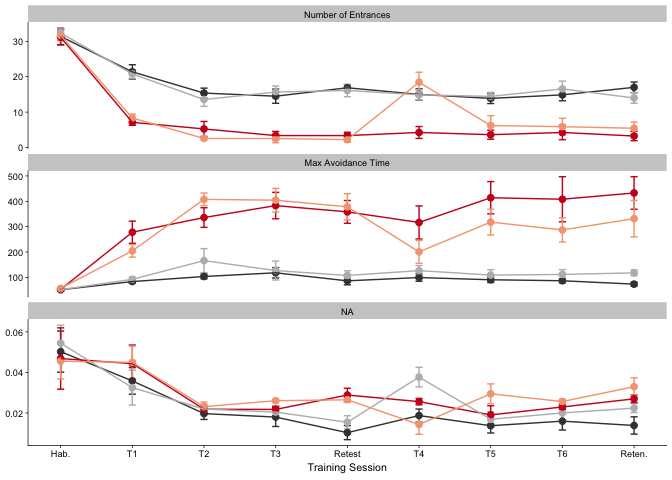 Number of Entrances
30
20
10
0
Max Avoidance Time
500
400
300
200
100
NA
0.06
0.04
0.02
Hab. T1 T2 T3 Retest T4 T5 T6 Reten.
Training Session